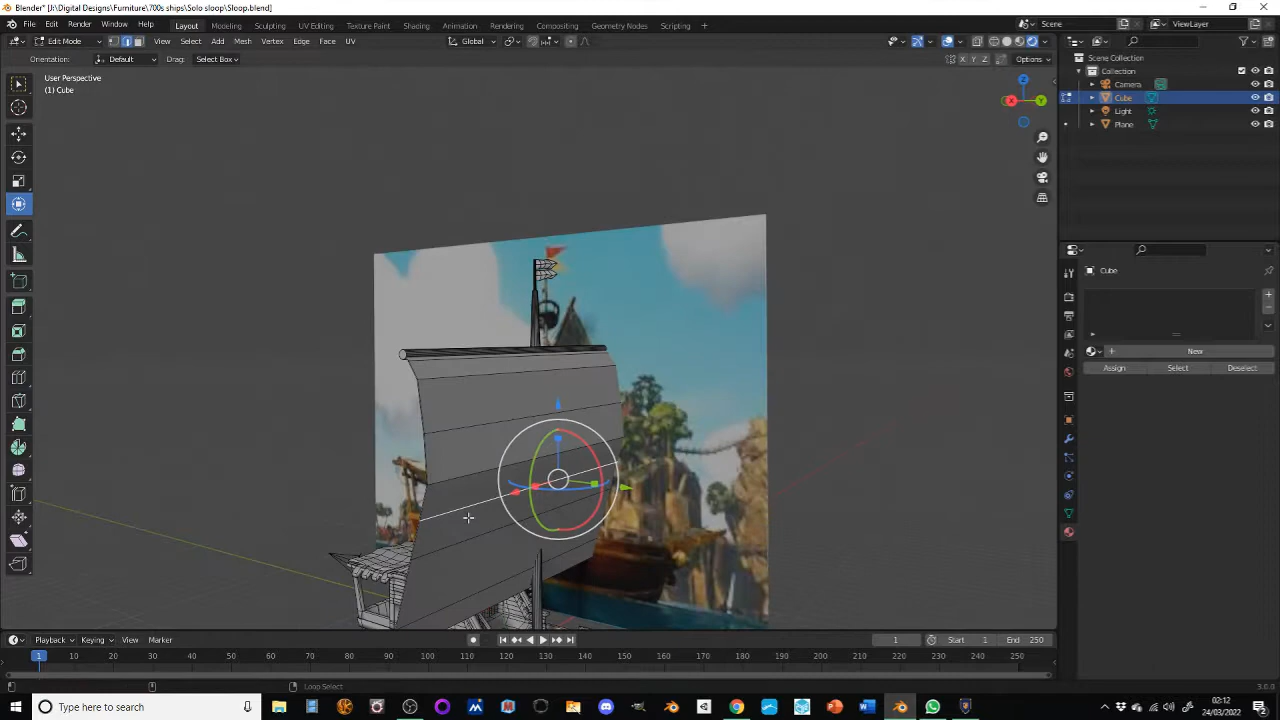 Blender* [J:\Digital Designs\Furniture\700s ships\Solo sloop\Sloop.blend]
File Edit Render Window Help Layout Modeling Sculpting UV Editing Texture Paint Shading Animation Rendering Compositing Geometry Nodes Scripting + Scene ViewLayer
Edit Mode View Select Add Mesh Vertex Edge Face UV Global
Orientation: Default Drag: Select Box X Y Z Options
User Perspective
(1) Cube
Z
X Y
Scene Collection
Collection
Camera
Cube
Light
Plane
Cube
New
Assign Select Deselect
Playback Keying View Marker 1 Start 1 End 250
1 10 20 30 40 50 60 70 80 90 100 110 120 130 140 150 160 170 180 190 200 210 220 230 240 250
Loop Select 3.0.0
Type here to search
02:12
24/03/2022